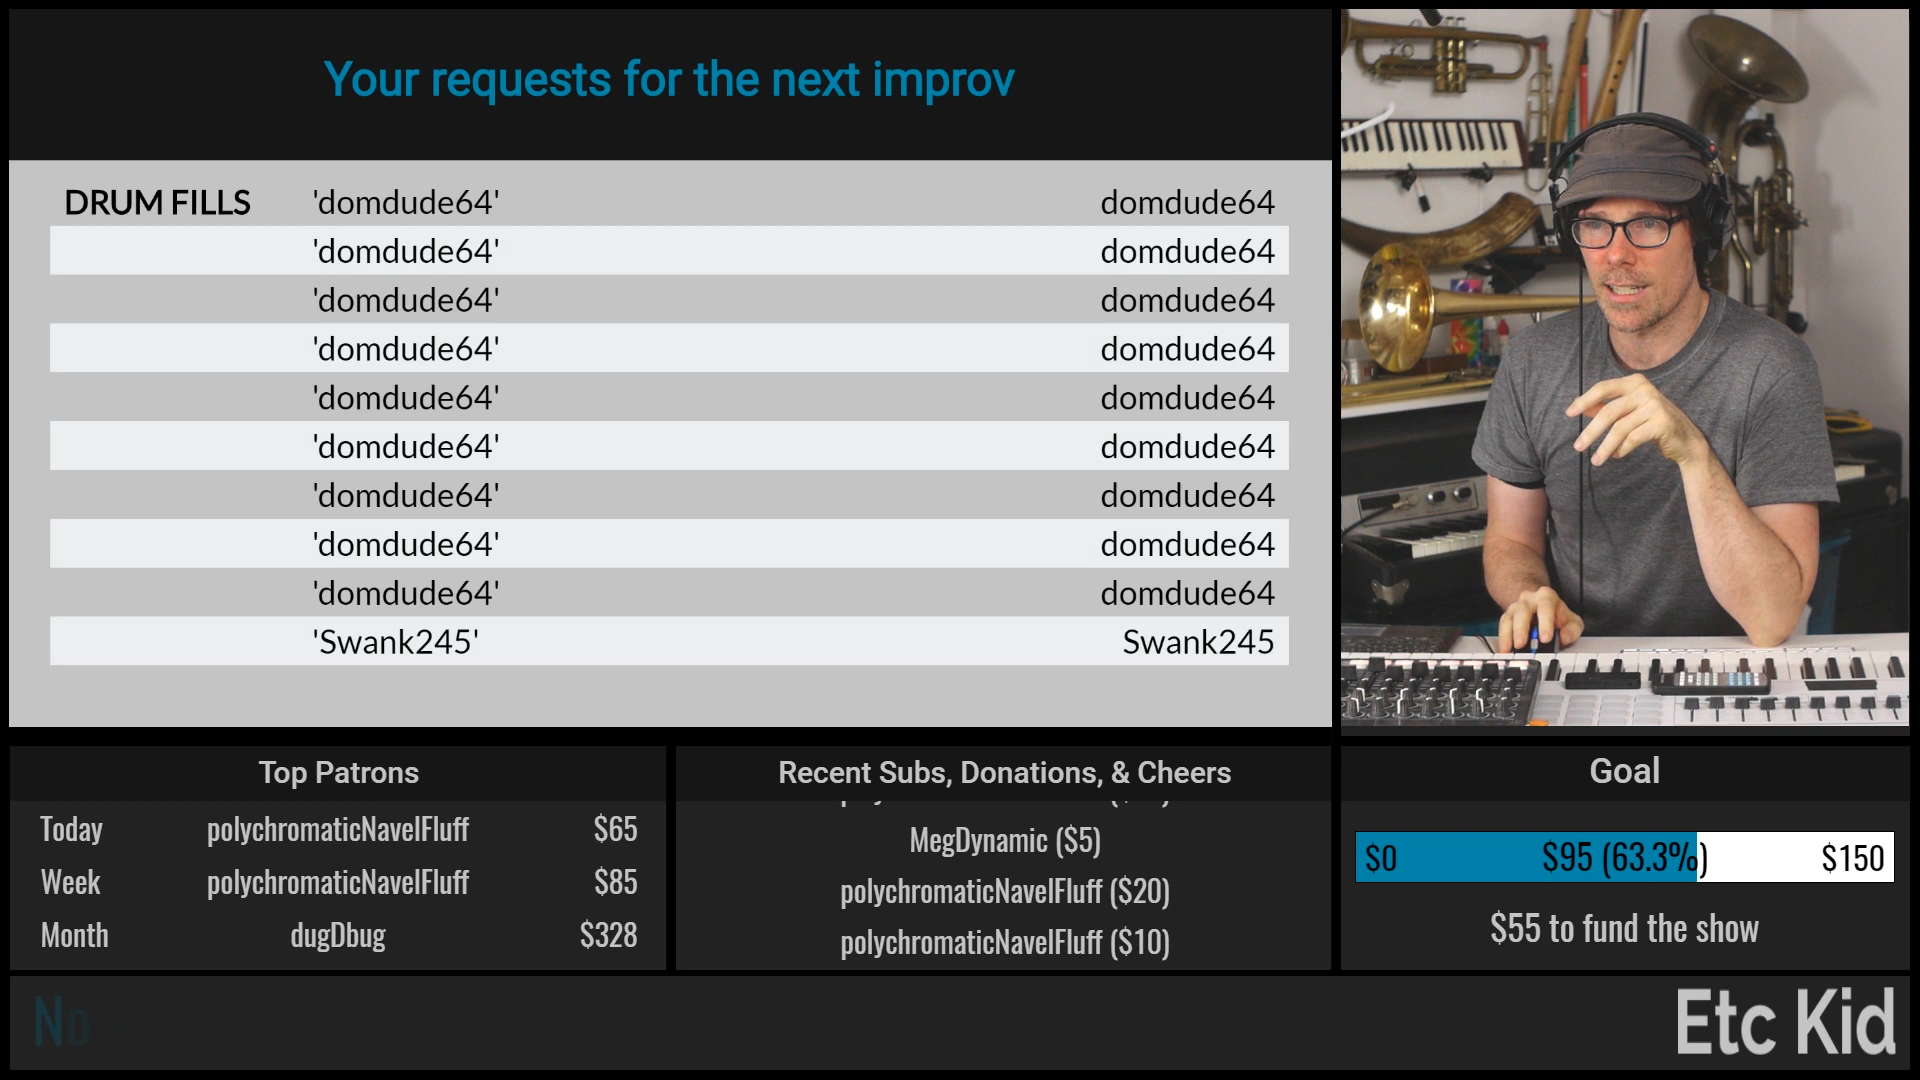 Your requests for the next improv
DRUM FILLS 'domdude64' domdude64
'domdude64' domdude64
'domdude64' domdude64
'domdude64' domdude64
'domdude64' domdude64
'domdude64' domdude64
'domdude64' domdude64
'domdude64' domdude64
'domdude64' domdude64
'Swank245' Swank245
Top Patrons
Today polychromaticNavelFluff $65
Week polychromaticNavelFluff $85
Month dugDbug $328
Recent Subs, Donations, & Cheers
MegDynamic ($5)
polychromaticNavelFluff ($20)
polychromaticNavelFluff ($10)
Goal
$0 $95 (63.3%) $150
$55 to fund the show
Etc Kid